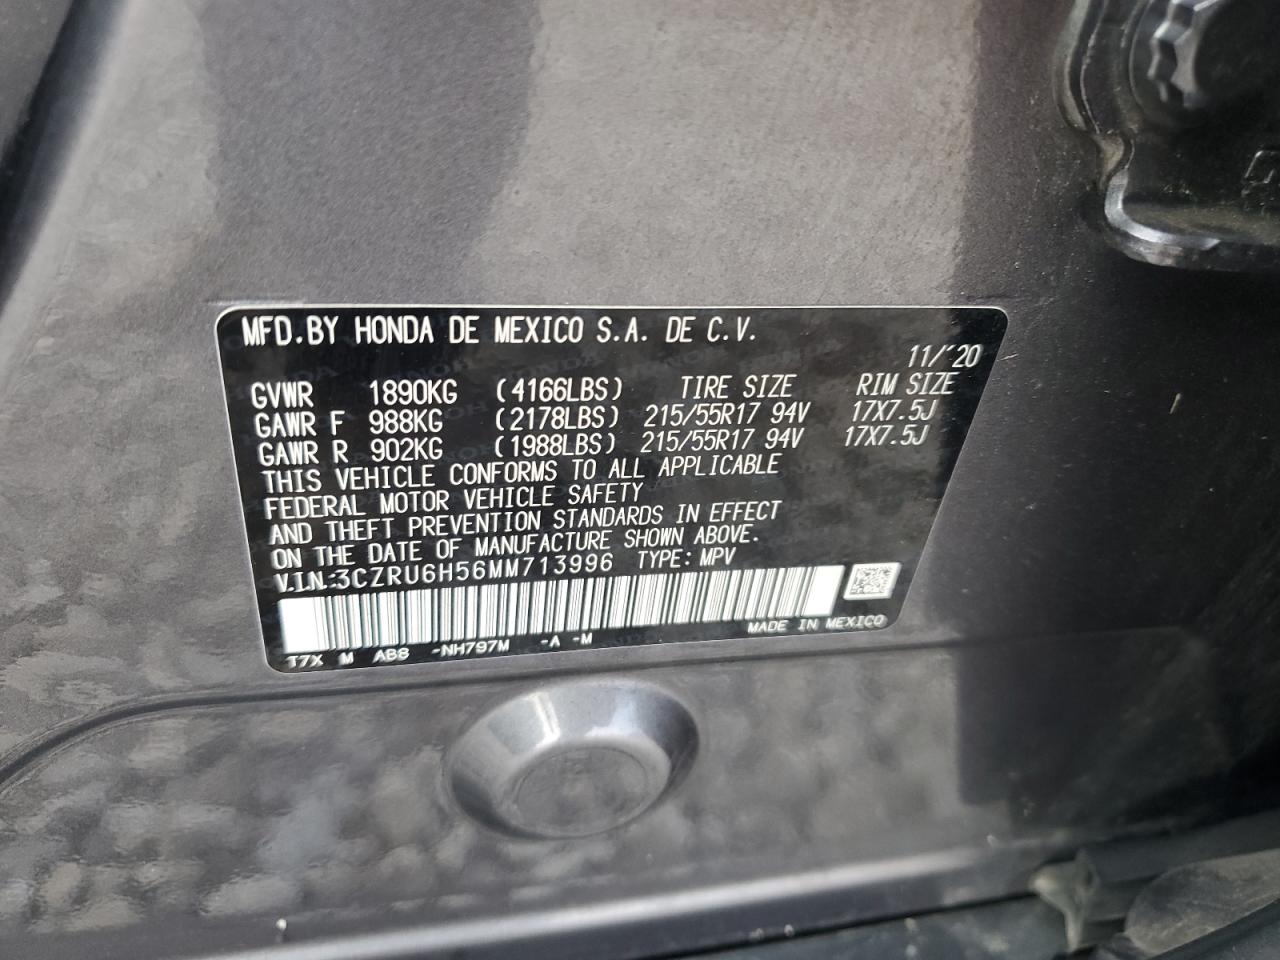 MFD.BY HONDA DE MEXICO S.A. DE C.V.
11/'20
GVWR 1890KG (4166LBS) TIRE SIZE RIM SIZE
GAWR F 988KG (2178LBS) 215/55R17 94V 17X7.5J
GAWR R 902KG (1988LBS) 215/55R17 94V 17X7.5J
THIS VEHICLE CONFORMS TO ALL APPLICABLE
FEDERAL MOTOR VEHICLE SAFETY
AND THEFT PREVENTION STANDARDS IN EFFECT
ON THE DATE OF MANUFACTURE SHOWN ABOVE.
V.I.N.:3CZRU6H56MM713996 TYPE: MPV
T7X M AB8 -NH797M -A -M MADE IN MEXICO